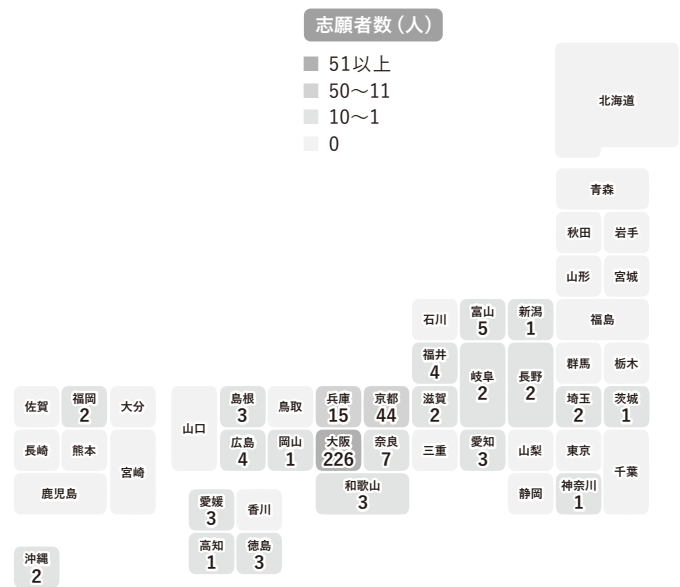 志願者数（人）
51以上
50～11
10～1
0
北海道
青森
秋田 岩手
山形 宮城
石川 富山 新潟 福島
5 1
福井 岐阜 長野 群馬 栃木
4 2 2
佐賀 福岡 大分 山口 島根 鳥取 兵庫 京都 滋賀 埼玉 茨城
2 3 15 44 2 2 1
長崎 熊本 宮崎 広島 岡山 大阪 奈良 三重 愛知 山梨 東京 千葉
4 1 226 7 3
鹿児島 和歌山 静岡 神奈川
3 1
愛媛 香川
3
高知 徳島
1 3
沖縄
2